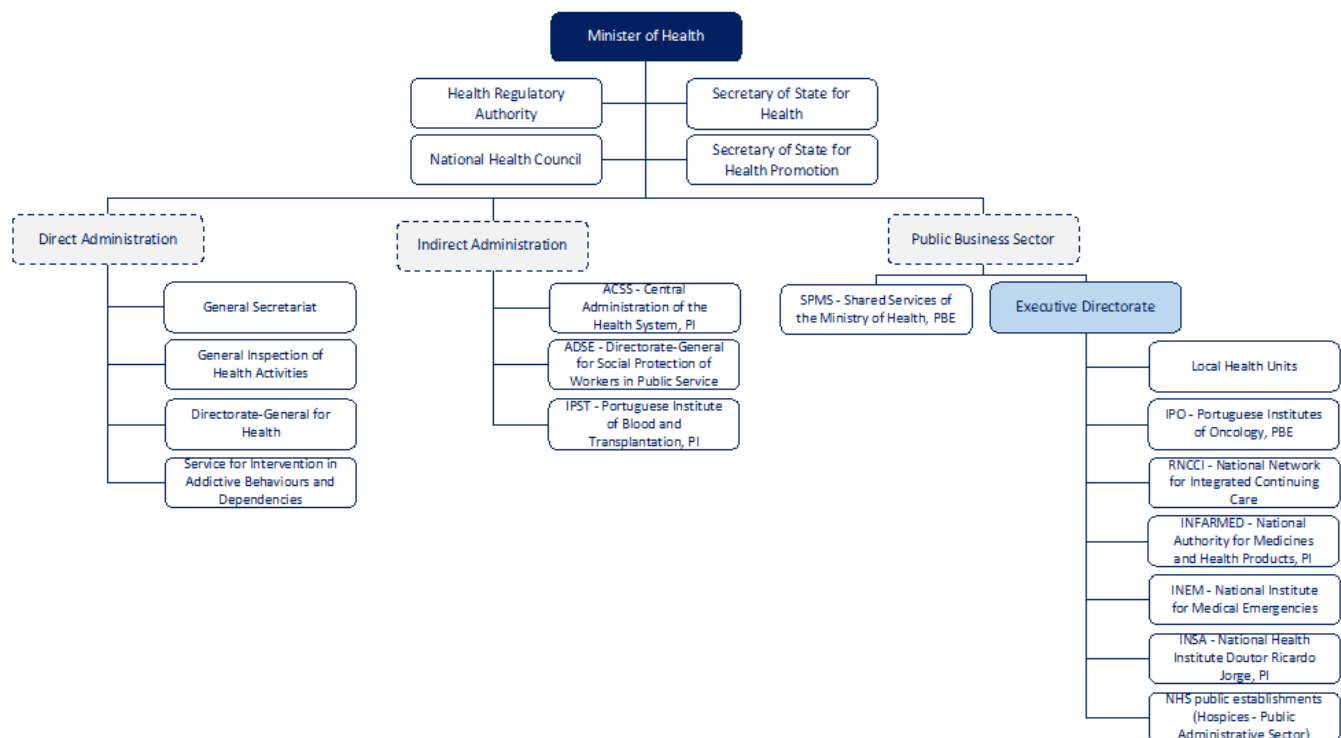 Minister of Health
Health Regulatory
Authority
Secretary of State for
Health
National Health Council
Secretary of State for
Health Promotion
Direct Administration
Indirect Administration
Public Business Sector
General Secretariat
General Inspection of
Health Activities
Directorate-General for
Health
Service for Intervention in
Addictive Behaviours and
Dependencies
ACSS - Central
Administration of the
Health System, PI
ADSE - Directorate-General
for Social Protection of
Workers in Public Service
IPST - Portuguese Institute
of Blood and
Transplantation, PI
SPMS - Shared Services of
the Ministry of Health, PBE
Executive Directorate
Local Health Units
IPO - Portuguese Institutes
of Oncology, PBE
RNCCI - National Network
for Integrated Continuing
Care
INFARMED - National
Authority for Medicines
and Health Products, PI
INEM - National Institute
for Medical Emergencies
INSA - National Health
Institute Doutor Ricardo
Jorge, PI
NHS public establishments
(Hospices - Public
Administrative Sector)